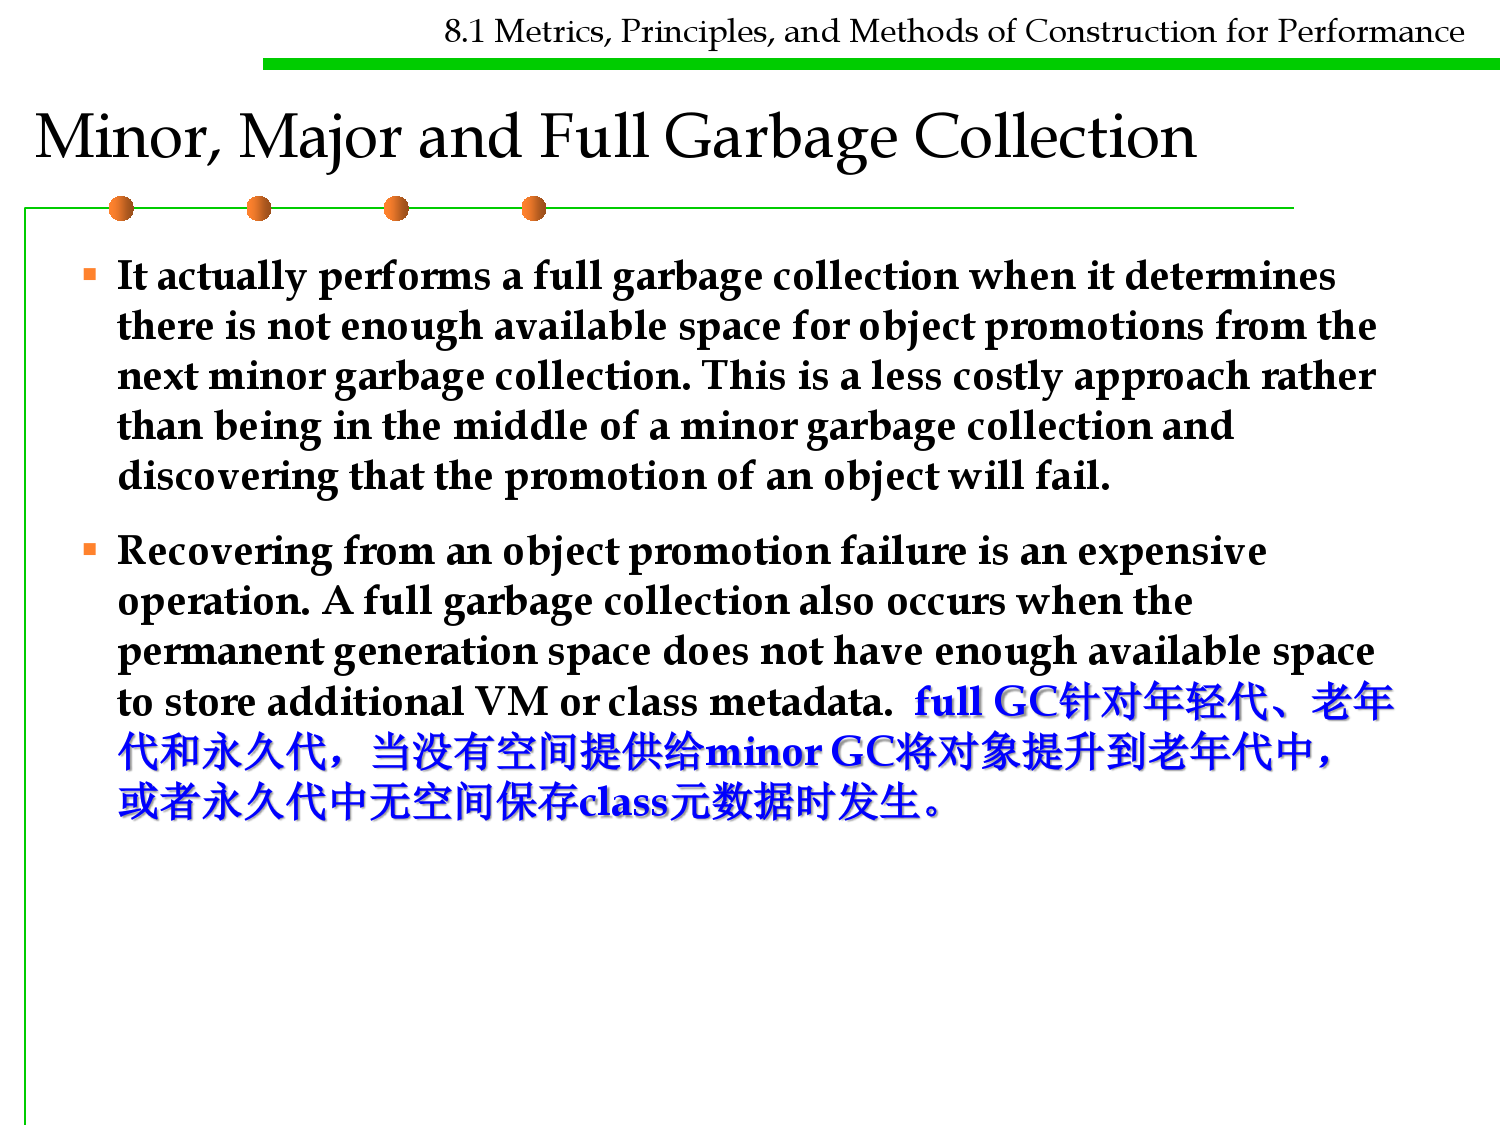 8.1 Metrics, Principles, and Methods of Construction for Performance
Minor, Major and Full Garbage Collection
▪ It actually performs a full garbage collection when it determines
there is not enough available space for object promotions from the
next minor garbage collection. This is a less costly approach rather
than being in the middle of a minor garbage collection and
discovering that the promotion of an object will fail.
▪ Recovering from an object promotion failure is an expensive
operation. A full garbage collection also occurs when the
permanent generation space does not have enough available space
to store additional VM or class metadata. full GC针对年轻代、老年
代和永久代，当没有空间提供给minor GC将对象提升到老年代中，
或者永久代中无空间保存class元数据时发生。